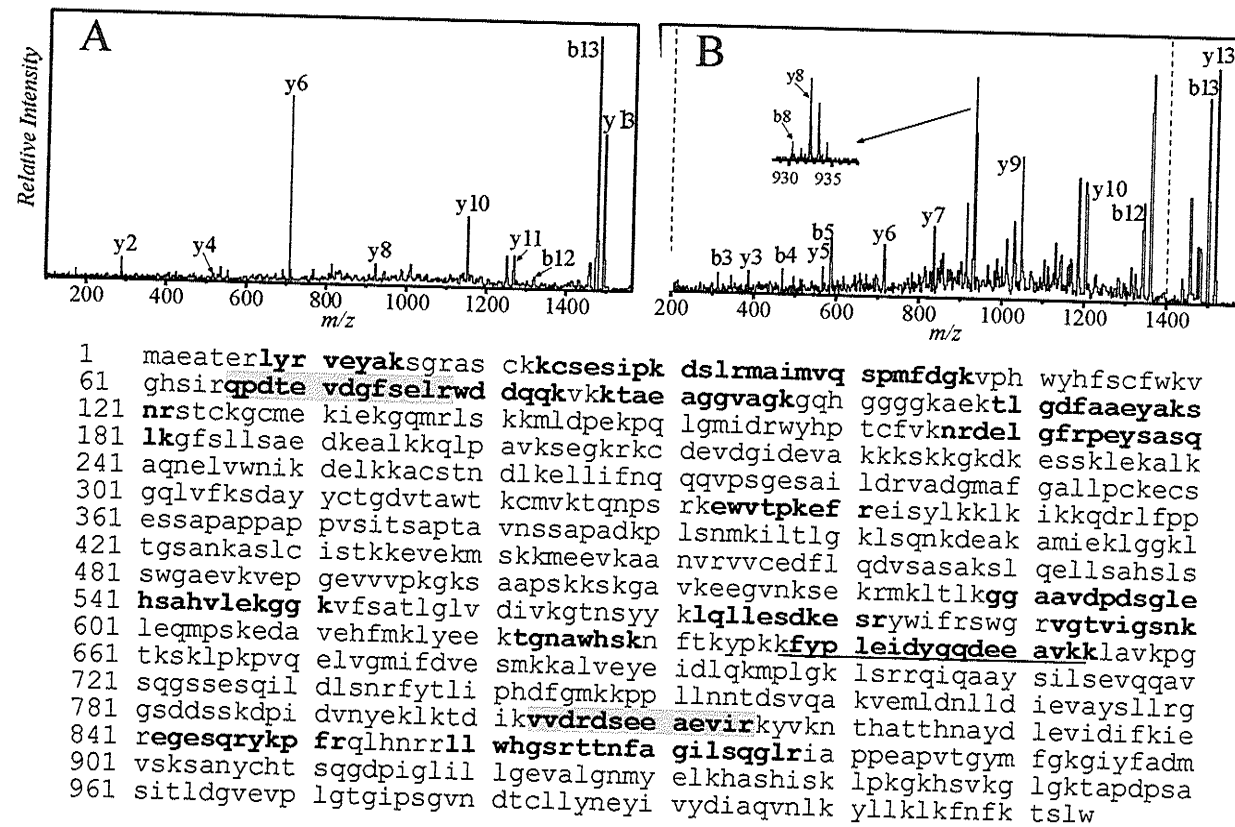 A
b13
y6
y13
y10
y2
y4
y8
y11
b12
Relative Intensity
200 400 600 800 1000 1200 1400
m/z
B
y13
b13
y8
b8
930 935
y9
y10
b12
b5
y7
y6
b3 y3 b4 y5
200 400 600 800 1000 1200 1400
m/z
1 maeaterlyr veyaksgras ckkcsesipk dslrmaimvq spmfdgkvph wyhfscfwkv
61 ghsirqpdte vdgfselrwd dqqkvkktae aggvagkgqh ggggkaektl gdfaaeyaks
121 nrstckgcme kiekgqmrls kkmldpekpq lgmidrwyhp tcfvknrdel gfrpeysasq
181 lkgfsllsae dkealkkqlp avksegkrkc devdgideva kkkskkgkdk esskklekalk
241 aqnelvwnik delkkacstn dlkellifnq qqvpsgesai ldrvadgmaf gallpckecs
301 gqlvfksday yctgdvtawt kcmvktqnps rkewvtpkef reisylkklk ikkqdrlfpp
361 essapappap pvsitsapta vnssapadkp lsnmkiltlg klsqnkdeak amieklggkl
421 tgsankaslc istkkevekm skkmeevkaa nvrvvcedfl qdvsasaksl qellsahsls
481 swgaevkvep gevvvpkgks aapskkskga vkeegvnkse krmkltlkgg aavdpdsgle
541 hsahvlekgg kvfsatlglv divkgtnsyy klqllesdke srywifrswg rvgtvigsnk
601 leqmpskeda vehfmklyee ktgnawhskn ftkypkkfyp leidygqdee avkklavkpg
661 tksklpkpvq elvgmifdve smkkalveye idlqkmplgk lsrrqiqaay silsevqqav
721 sqgssesqil dlsnrfytli phdfgmkkpp llnntdsvqa kvemldnlld ievaysllrg
781 gsddsskdpi dvnyeklktd ikvvdrdsee aevirkyvkn thatthnayd levidifkie
841 regesqrykp frqlhnrrll whgsrttnfa gilsqglria ppeapvtgym fgkgiyfadm
901 vsksanycht sqgdpiglil lgevalgnmy elkhashisk lpkgkhsvkg lgktapdpsa
961 sitldgvevp lgtgipsgvn dtcllyneyi vydiaqvnlk yllklkfnfk tslw